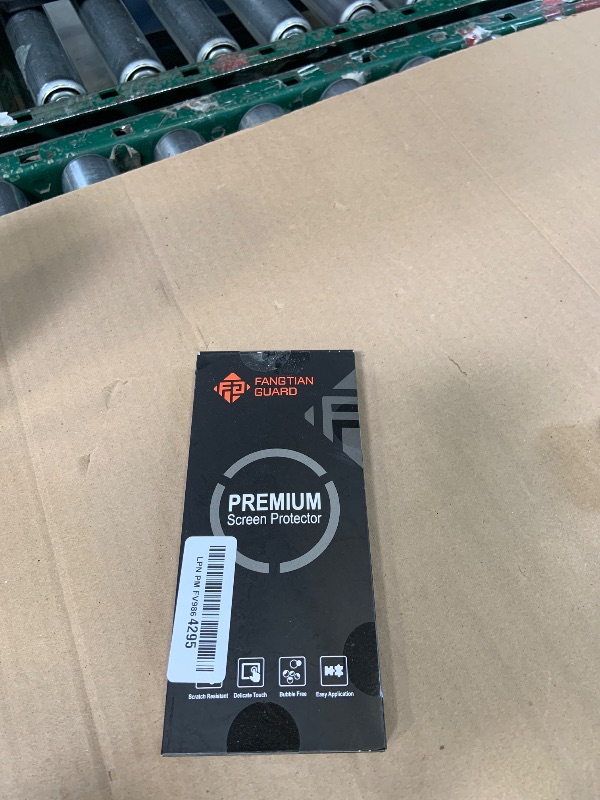 FANGTIAN
GUARD
PREMIUM
Screen Protector
LPN PM FV986 4295
Scratch Resistant Delicate Touch Bubble Free Easy Application